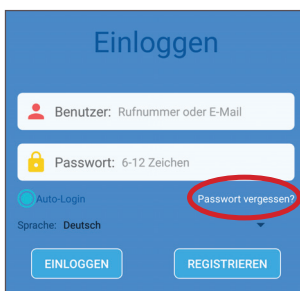 Einloggen
Benutzer: Rufnummer oder E-Mail
Passwort: 6-12 Zeichen
Auto-Login Passwort vergessen?
Sprache: Deutsch
EINLOGGEN REGISTRIEREN